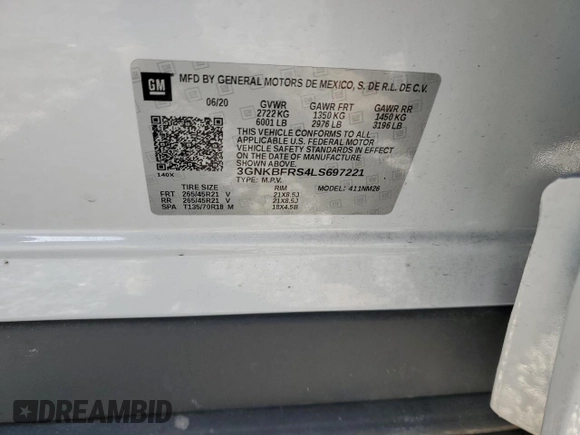 GM
MFD BY GENERAL MOTORS DE MEXICO, S. DE R.L. DE C.V.
06/20 GVWR GAWR FRT GAWR RR
2722 KG 1350 KG 1450 KG
6001 LB 2976 LB 3196 LB
THIS VEHICLE CONFORMS TO ALL
APPLICABLE U.S. FEDERAL MOTOR
VEHICLE SAFETY STANDARDS IN
EFFECT ON THE DATE OF MANUFACTURE
SHOWN ABOVE.
140X 3GNKBFRS4LS697221
TYPE: M.P.V. MODEL: 411NM26
TIRE SIZE RIM
FRT 265/45R21 V 21X8.5J
RR 265/45R21 V 21X8.5J
SPA T135/70R18 M 18X4.5B
DREAMBID